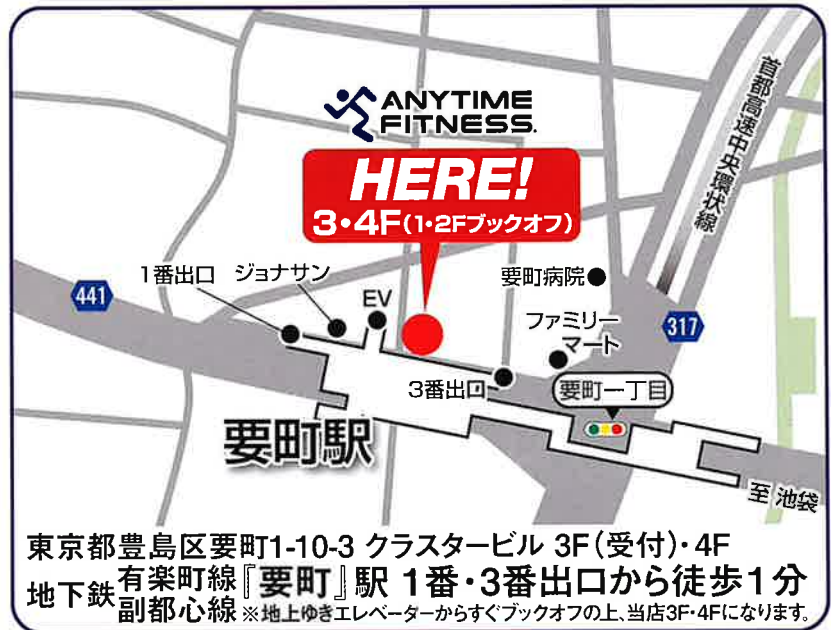 首都高速中央環状線
ANYTIME
FITNESS.
HERE!
3・4F(1・2Fブックオフ)
1番出口
ジョナサン
EV
要町病院
441
ファミリー
マート
317
3番出口
要町一丁目
要町駅
至 池袋
東京都豊島区要町1-10-3 クラスタービル 3F(受付)・4F
地下鉄 有楽町線 副都心線 『要町』駅 1番・3番出口から徒歩1分
※地上ゆきエレベーターからすぐブックオフの上、当店3F・4Fになります。